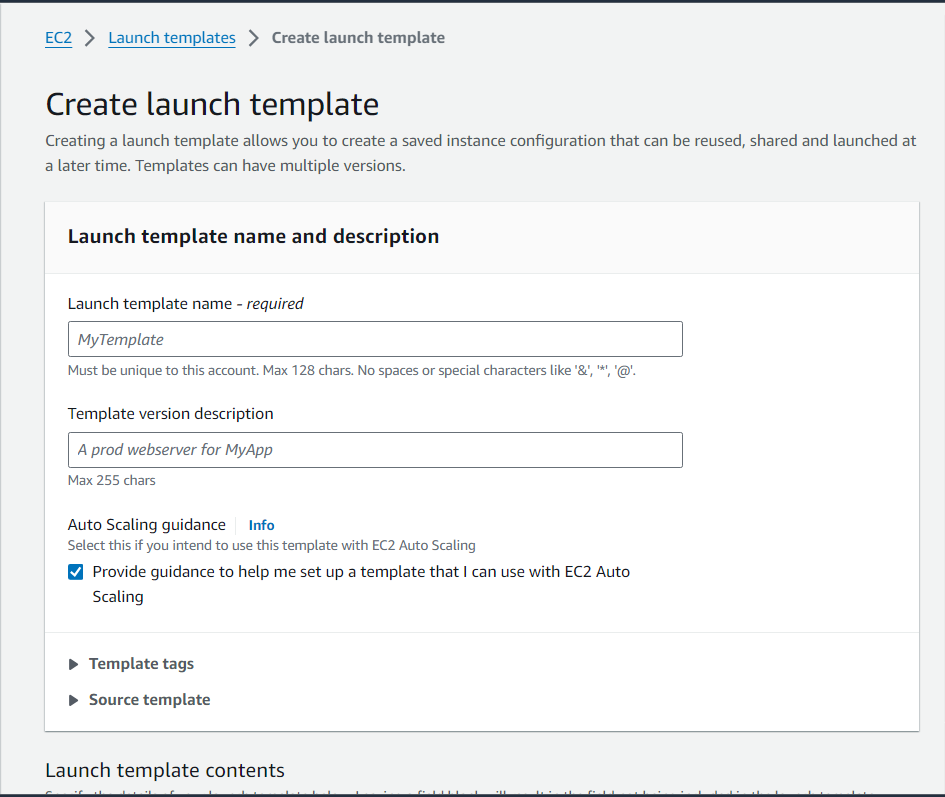 EC2 > Launch templates > Create launch template
Create launch template
Creating a launch template allows you to create a saved instance configuration that can be reused, shared and launched at
a later time. Templates can have multiple versions.
Launch template name and description
Launch template name - required
MyTemplate
Must be unique to this account. Max 128 chars. No spaces or special characters like '&', '*', '@'.
Template version description
A prod webserver for MyApp
Max 255 chars
Auto Scaling guidance Info
Select this if you intend to use this template with EC2 Auto Scaling
Provide guidance to help me set up a template that I can use with EC2 Auto
Scaling
Template tags
Source template
Launch template contents